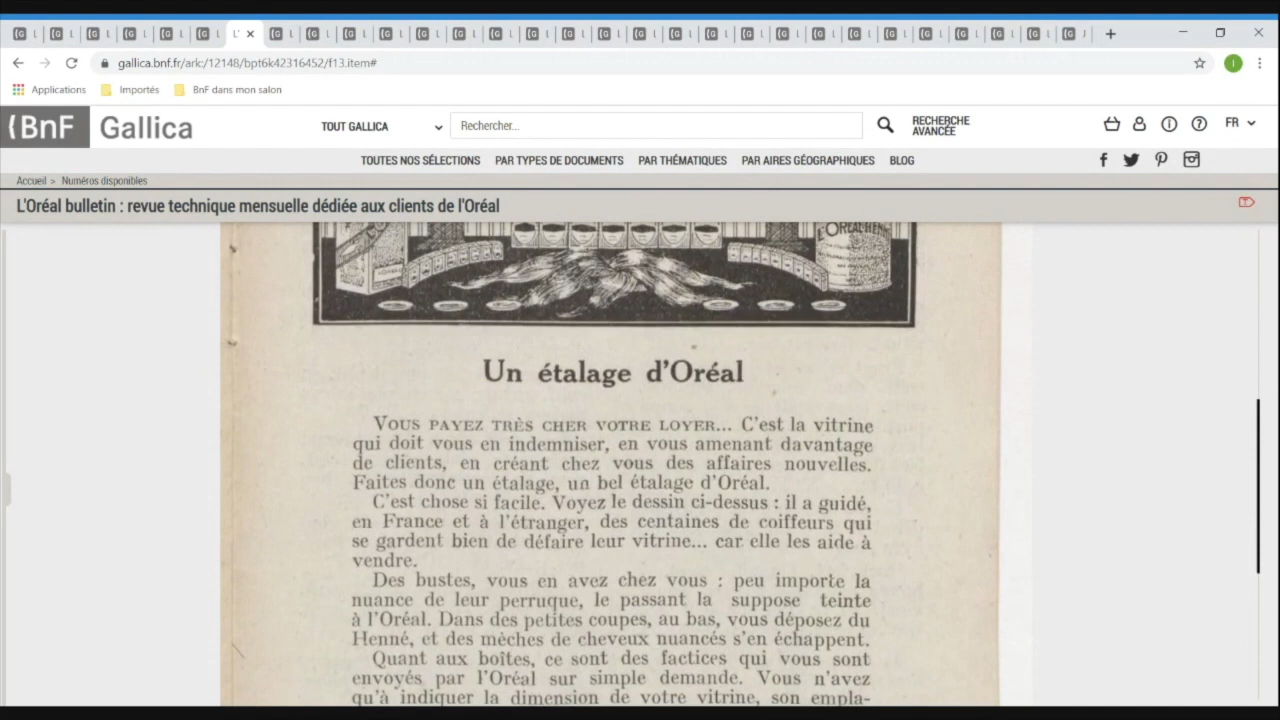 gallica.bnf.fr/ark:/12148/bpt6k42316452/f13.item#
Applications Importés BnF dans mon salon
BnF Gallica TOUT GALLICA Rechercher... RECHERCHE AVANCÉE FR
TOUTES NOS SÉLECTIONS PAR TYPES DE DOCUMENTS PAR THÉMATIQUES PAR AIRES GÉOGRAPHIQUES BLOG
Accueil > Numéros disponibles
L'Oréal bulletin : revue technique mensuelle dédiée aux clients de l'Oréal
Un étalage d'Oréal
VOUS PAYEZ TRÈS CHER VOTRE LOYER... C'est la vitrine
qui doit vous en indemniser, en vous amenant davantage
de clients, en créant chez vous des affaires nouvelles.
Faites donc un étalage, un bel étalage d'Oréal.
C'est chose si facile. Voyez le dessin ci-dessus : il a guidé,
en France et à l'étranger, des centaines de coiffeurs qui
se gardent bien de défaire leur vitrine... car elle les aide à
vendre.
Des bustes, vous en avez chez vous : peu importe la
nuance de leur perruque, le passant la suppose teinte
à l'Oréal. Dans des petites coupes, au bas, vous déposez du
Henné, et des mèches de cheveux nuancés s'en échappent.
Quant aux boîtes, ce sont des factices qui vous sont
envoyés par l'Oréal sur simple demande. Vous n'avez
qu'à indiquer la dimension de votre vitrine, son empla-